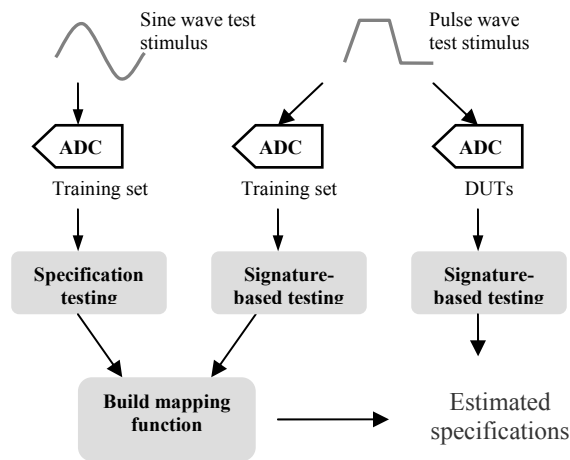 Sine wave test
stimulus
Pulse wave
test stimulus
ADC
ADC
ADC
Training set
Training set
DUTs
Specification
testing
Signature-
based testing
Signature-
based testing
Build mapping
function
Estimated
specifications